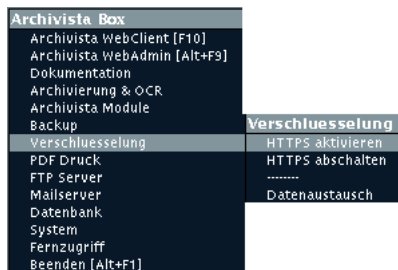 Archivista Box
Archivista WebClient [F10]
Archivista WebAdmin [Alt+F9]
Dokumentation
Archivierung & OCR
Archivista Module
Backup
Verschluesselung
PDF Druck
FTP Server
Mailserver
Datenbank
System
Fernzugriff
Beenden [Alt+F1]
Verschluesselung
HTTPS aktivieren
HTTPS abschalten
--------
Datenaustausch